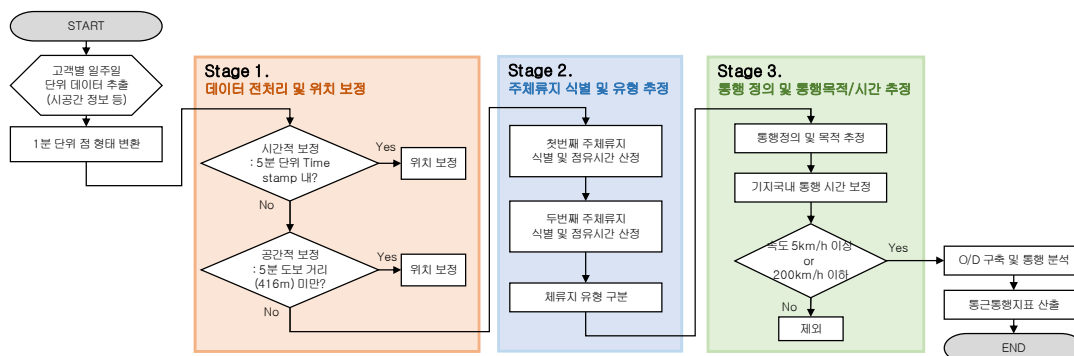 START
고객별 일주일
단위 데이터 추출
(시공간 정보 등)
1분 단위 점 형태 변환
Stage 1.
데이터 전처리 및 위치 보정
시간적 보정
: 5분 단위 Time
stamp 내?
Yes
위치 보정
No
공간적 보정
: 5분 도보 거리
(416m) 미만?
Yes
위치 보정
No
Stage 2.
주체류지 식별 및 유형 추정
첫번째 주체류지
식별 및 점유시간 산정
두번째 주체류지
식별 및 점유시간 산정
체류지 유형 구분
Stage 3.
통행 정의 및 통행목적/시간 추정
통행정의 및 목적 추정
기지국내 통행 시간 보정
속도 5km/h 이상
or
200km/h 이하
Yes
No
제외
O/D 구축 및 통행 분석
통근통행지표 산출
END